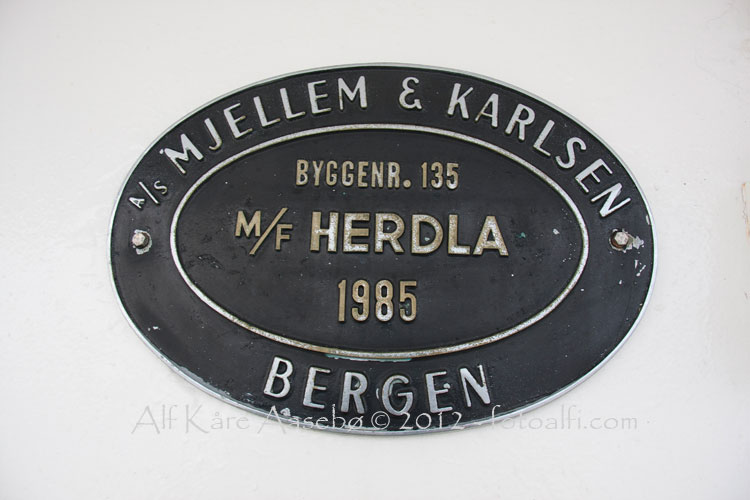 A/S MJELLEM & KARLSEN
BYGGENR. 135
M/F HERDLA
1985
BERGEN
Alf Kåre Aasebø © 2012 - fotoalfi.com